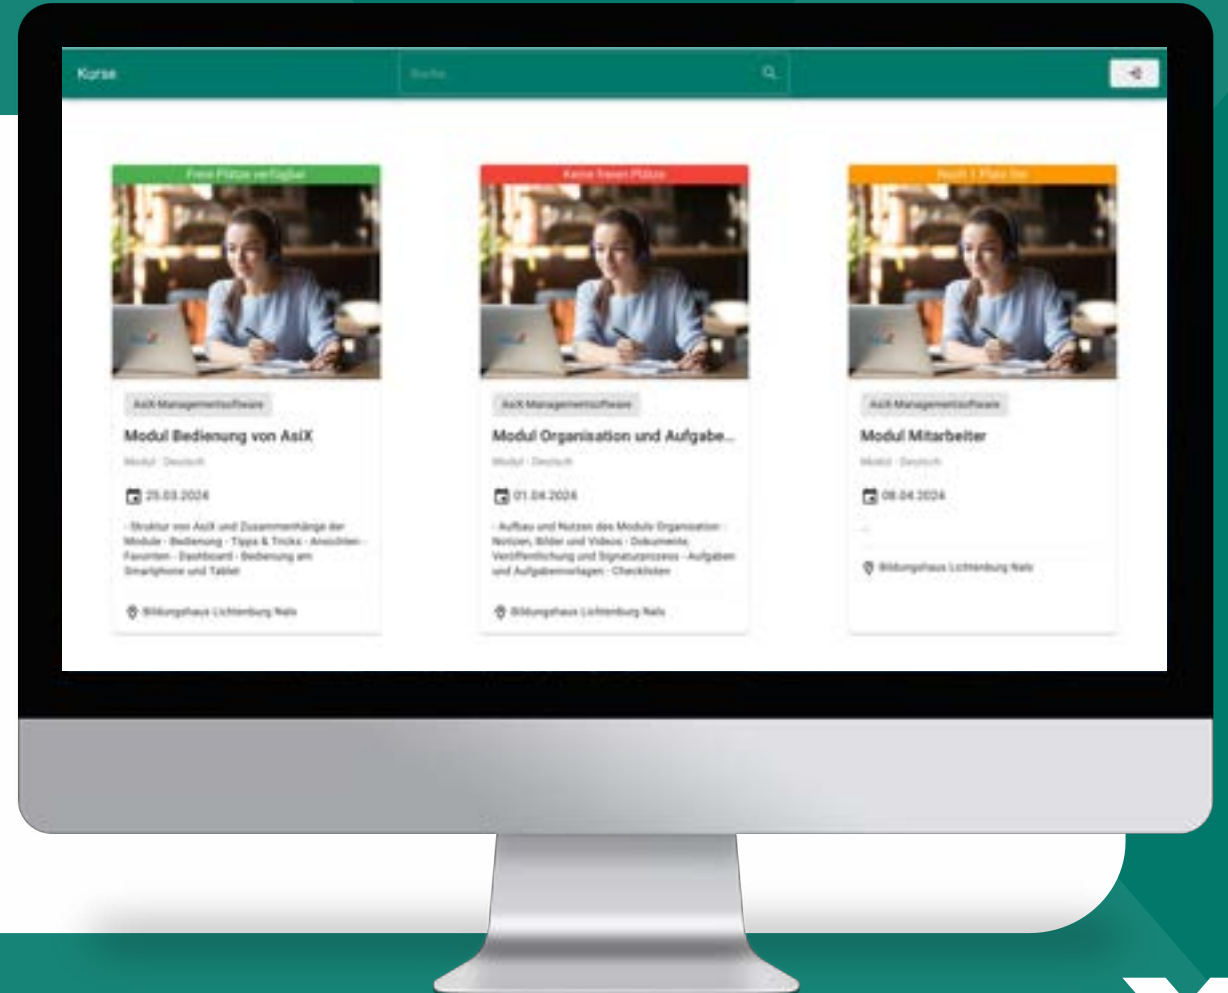 Kurse
Suche...
Freie Plätze verfügbar
AsiX-Managementsoftware
Modul Bedienung von AsiX
Modul - Deutsch
25.03.2024
- Struktur von AsiX und Zusammenhänge der
Module - Bedienung - Tipps & Tricks - Ansichten -
Favoriten - Dashboard - Bedienung am
Smartphone und Tablet
Bildungshaus Lichtenburg Nals
Keine freien Plätze
AsiX-Managementsoftware
Modul Organisation und Aufgabe...
Modul - Deutsch
01.04.2024
- Aufbau und Nutzen des Moduls Organisation -
Notizen, Bilder und Videos - Dokumente,
Veröffentlichung und Signaturprozess - Aufgaben
und Aufgabenvorlagen - Checklisten
Bildungshaus Lichtenburg Nals
Noch 1 Platz frei
AsiX-Managementsoftware
Modul Mitarbeiter
Modul - Deutsch
08.04.2024
Bildungshaus Lichtenburg Nals